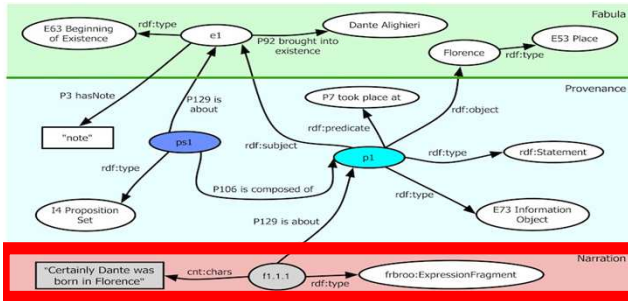 Fabula
E63 Beginning
of Existence
rdf:type
e1
P92 brought into
existence
Dante Alighieri
Florence
rdf:type
E53 Place
Provenance
P3 hasNote
P129 is
about
P7 took place at
rdf:object
"note"
ps1
rdf:predicate
rdf:subject
p1
rdf:type
rdf:Statement
rdf:type
P106 is composed of
rdf:type
I4 Proposition
Set
P129 is about
E73 Information
Object
Narration
"Certainly Dante was
born in Florence"
cnt:chars
f1.1.1
rdf:type
frbroo:ExpressionFragment